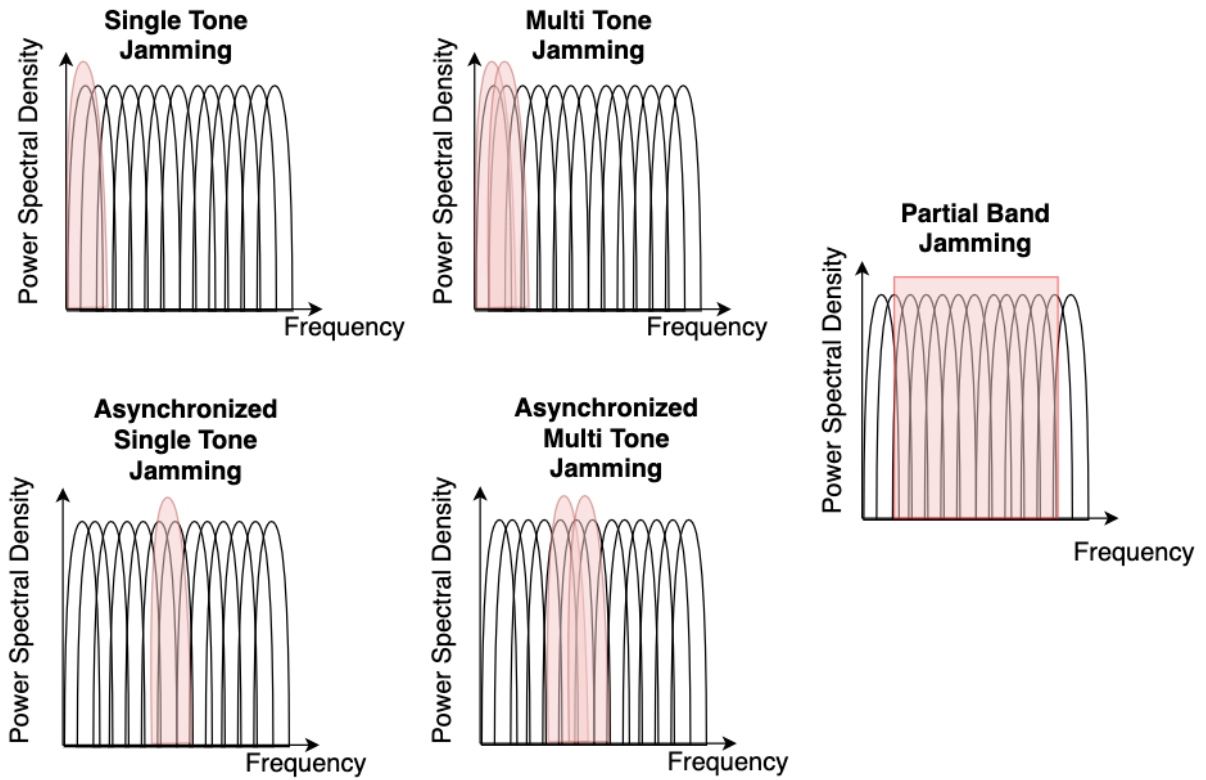 Single Tone
Jamming
Power Spectral Density
Frequency
Multi Tone
Jamming
Power Spectral Density
Frequency
Partial Band
Jamming
Power Spectral Density
Frequency
Asynchronized
Single Tone
Jamming
Power Spectral Density
Frequency
Asynchronized
Multi Tone
Jamming
Power Spectral Density
Frequency